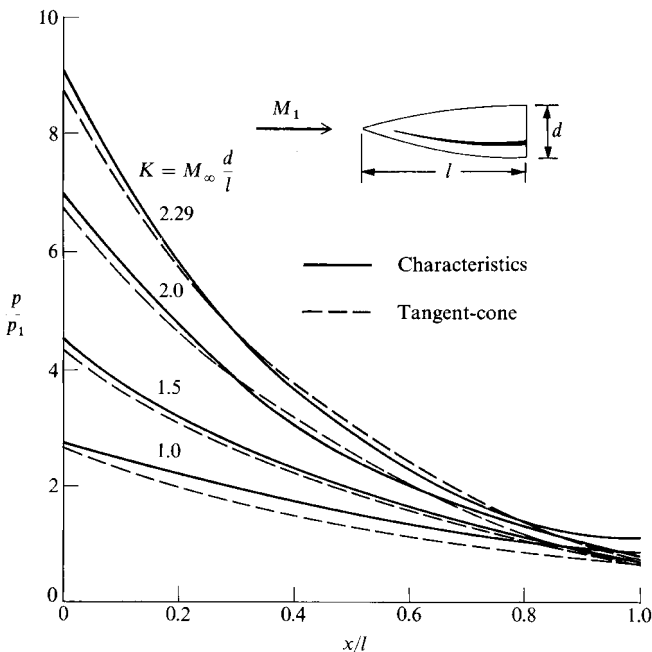 10
8
6
4
2
0
p
p₁
M₁
d
l
K = M∞ d/l
2.29
2.0
1.5
1.0
Characteristics
Tangent-cone
0
0.2
0.4
0.6
0.8
1.0
x/l